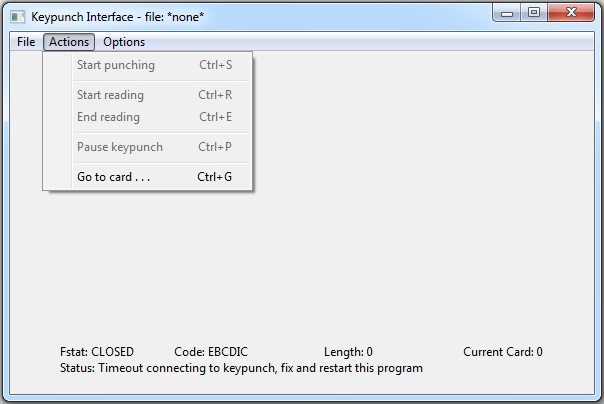 Keypunch Interface - file: *none*
File Actions Options
Start punching Ctrl+S
Start reading Ctrl+R
End reading Ctrl+E
Pause keypunch Ctrl+P
Go to card . . . Ctrl+G
Fstat: CLOSED Code: EBCDIC Length: 0 Current Card: 0
Status: Timeout connecting to keypunch, fix and restart this program